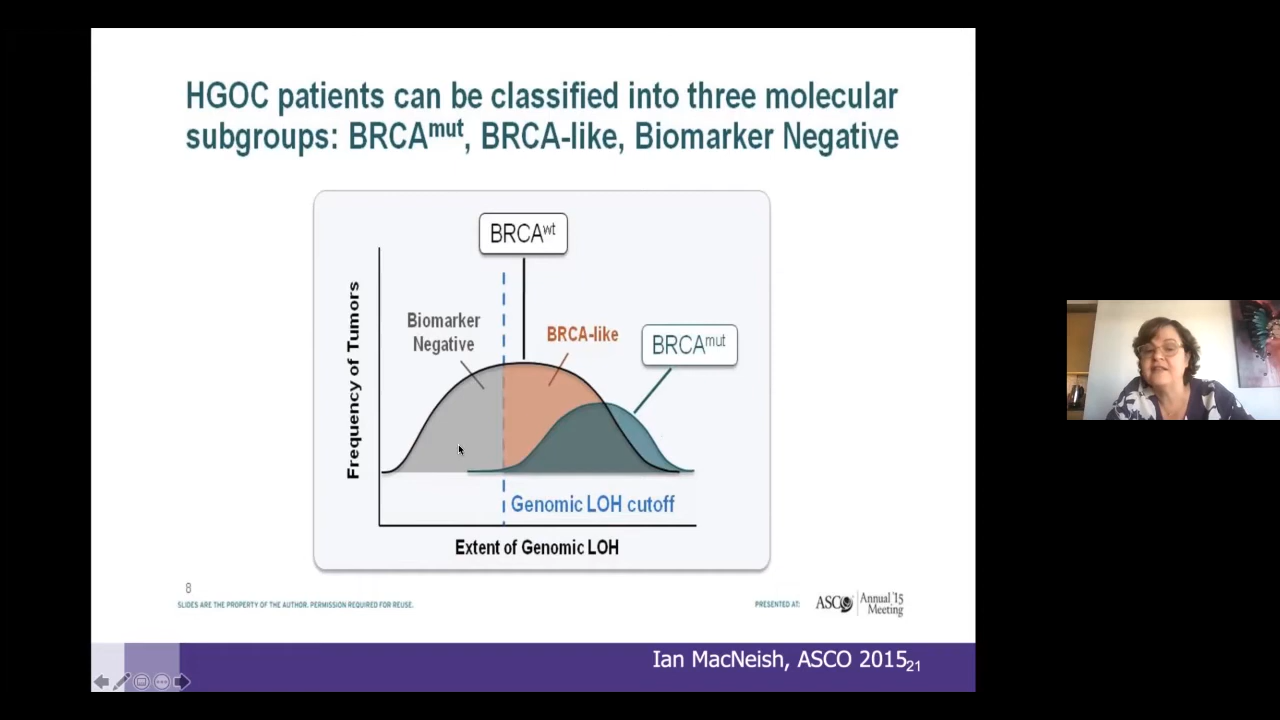 HGOC patients can be classified into three molecular
subgroups: BRCAmut, BRCA-like, Biomarker Negative
BRCAwt
Biomarker
Negative
BRCA-like
BRCAmut
Frequency of Tumors
Genomic LOH cutoff
Extent of Genomic LOH
8
SLIDES ARE THE PROPERTY OF THE AUTHOR. PERMISSION REQUIRED FOR REUSE.
PRESENTED AT:
ASCO
Annual '15
Meeting
Ian MacNeish, ASCO 2015
21